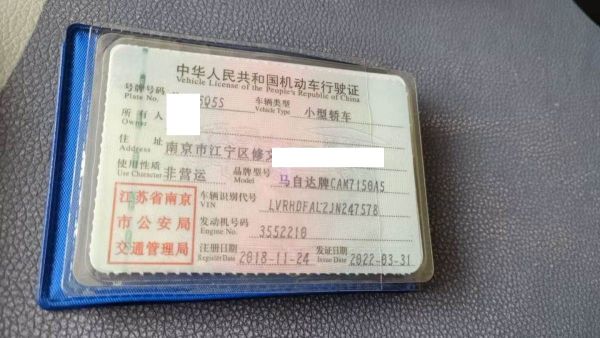 中华人民共和国机动车行驶证
Vehicle License of the People's Republic of China
号牌号码 Q5S 车辆类型 小型轿车
Plate No. Vehicle Type
所有人
Owner
住址 南京市江宁区修文
Address
使用性质 非营运 品牌型号 马自达牌CAM7150A5
Use Character Model
江苏省南京 车辆识别代号 LVRHDFAL2JN247578
VIN
市公安局 发动机号码 3552210
Engine No.
交通管理局 注册日期 2018-11-24 发证日期 2022-03-31
Register Date Issue Date